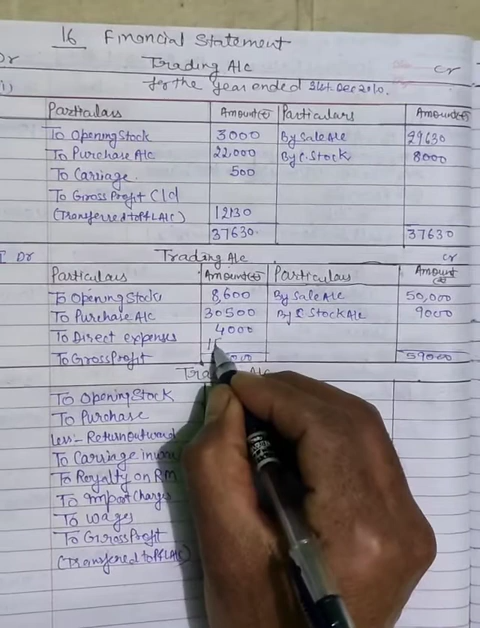 16 Financial Statement
Dr Trading A/c Cr
for the Year ended 31st. Dec 2010.
Particulars Amount(₹) Particulars Amount(₹)
To Opening Stock 3000 By Sale A/c 29630
To Purchase A/c 22,000 By C. Stock 8000
To Cariage 500
To Gross Profit C/d
(Transferred to P&L A/C) 12130
37630 37630
Dr Trading A/c Cr
Particulars Amount(₹) Particulars Amount
To Opening Stock 8,600 By Sale A/c 50,000
To Purchase A/c 30500 By C Stock A/c 9000
To Direct expenses 4000
To Gross Profit 59000
To Opening Stock
To Purchase
Less- Return outward
To Carriage inwar
To Royalty on R.M
To Import Charges
To Wages
To Gross Profit
(Transfered to P&L A/c)